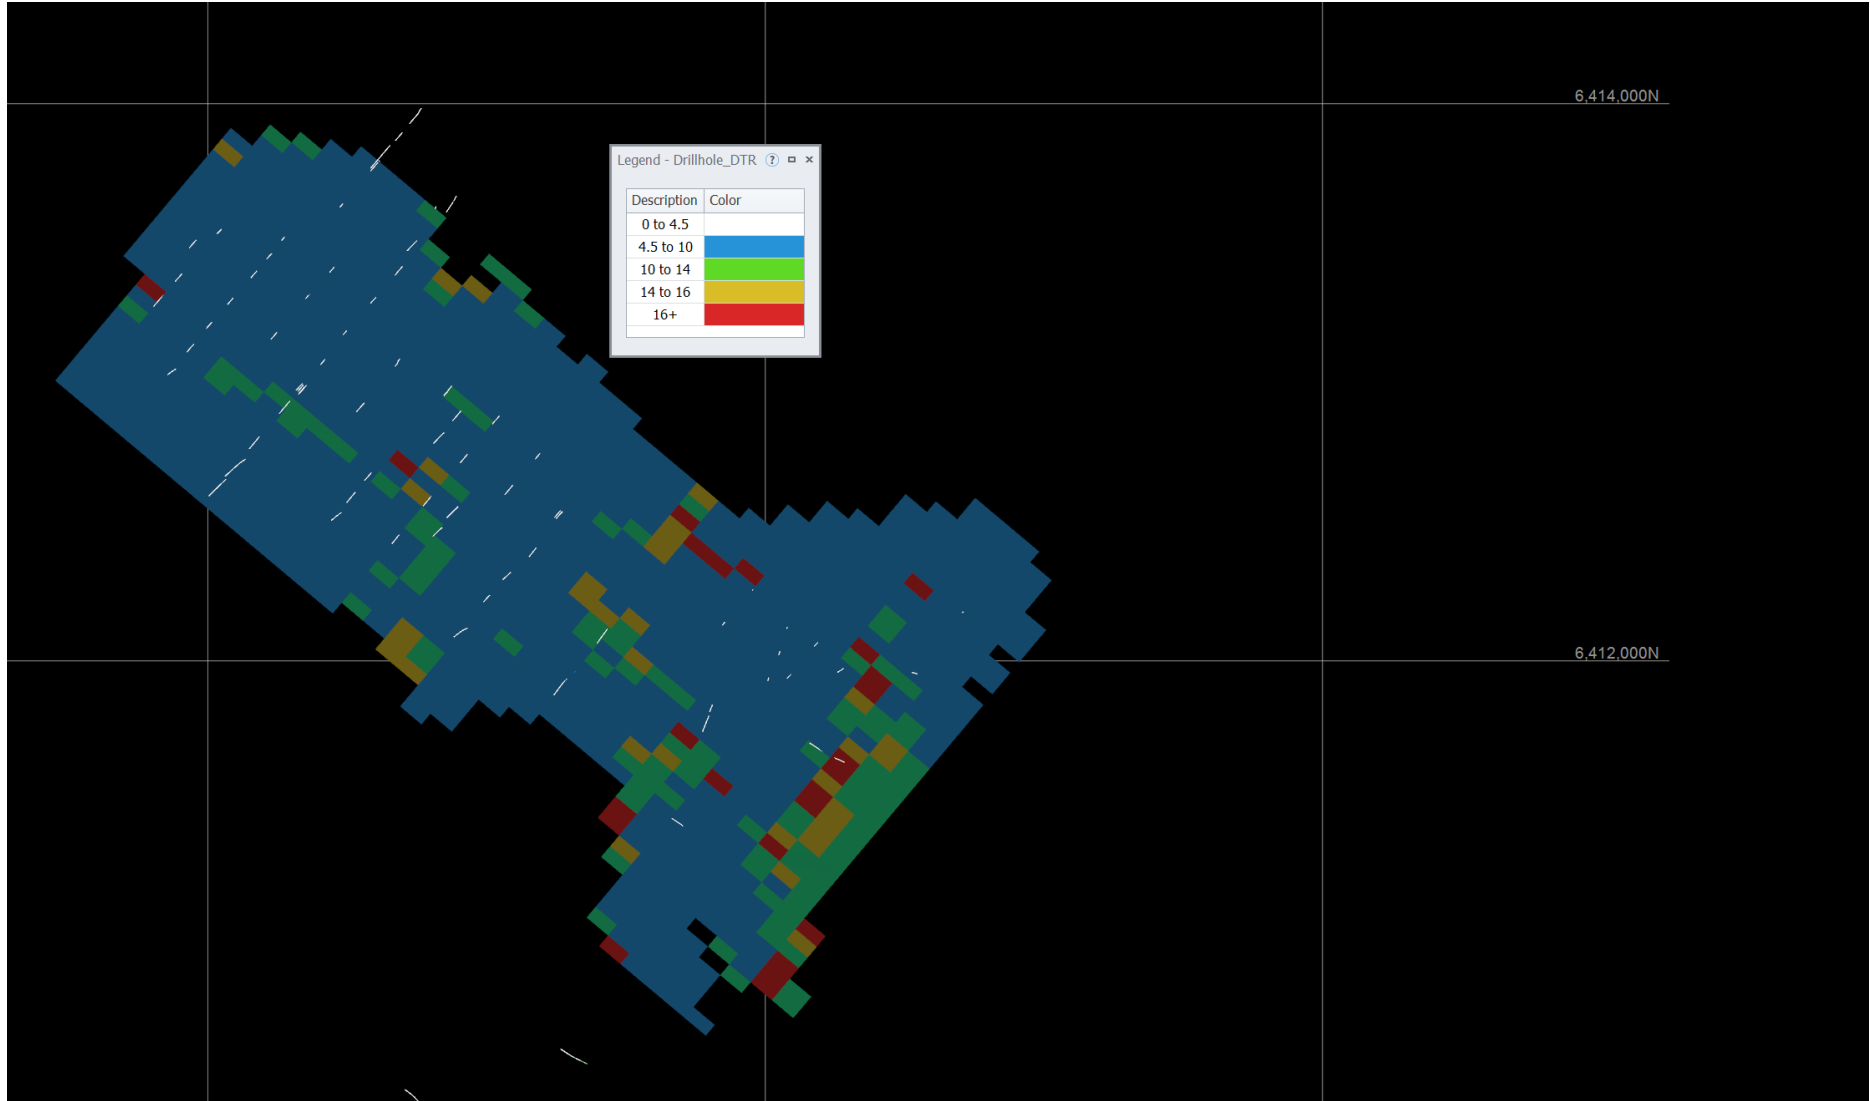 6,414,000N
Legend - Drillhole_DTR ?
Description Color
0 to 4.5
4.5 to 10
10 to 14
14 to 16
16+
6,412,000N